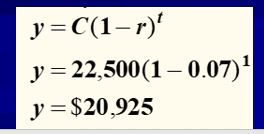 y = C(1 – r)ᵗ
y = 22,500(1 – 0.07)¹
y = $20,925